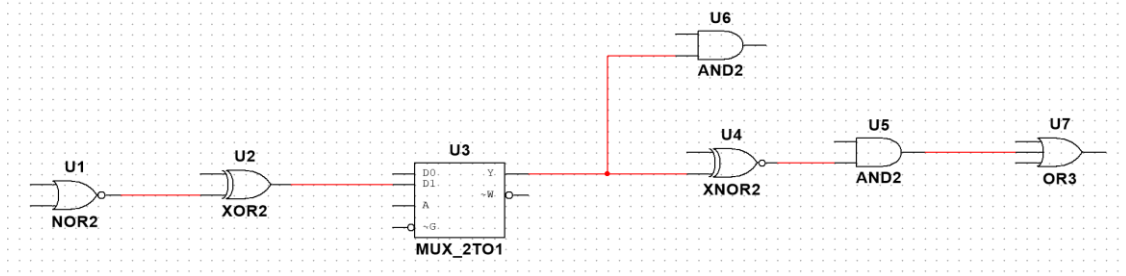 U6
AND2
U1
NOR2
U2
XOR2
U3
D0
D1
A
~G
Y
~W
MUX_2TO1
U4
XNOR2
U5
AND2
U7
OR3